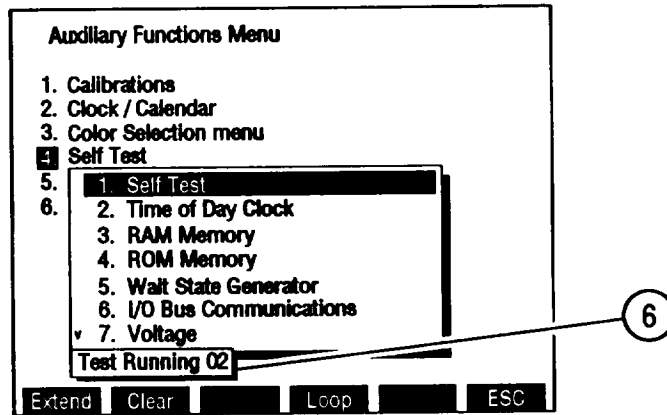 Auxiliary Functions Menu
1. Calibrations
2. Clock / Calendar
3. Color Selection menu
4 Self Test
5.
1. Self Test
6.
2. Time of Day Clock
3. RAM Memory
4. ROM Memory
5. Wait State Generator
6. I/O Bus Communications
v 7. Voltage
Test Running 02
6
Extend Clear Loop ESC